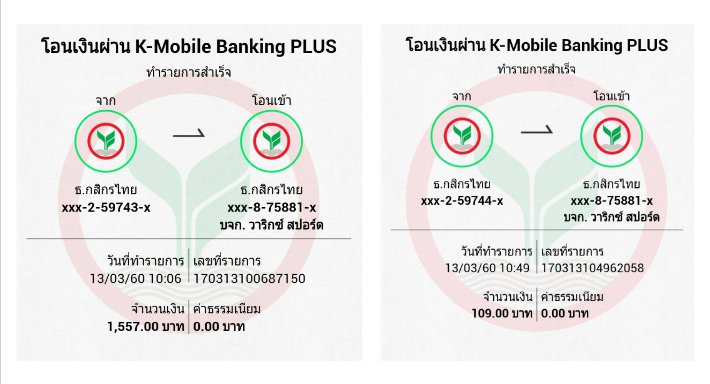 โอนเงินผ่าน K-Mobile Banking PLUS
ทำรายการสำเร็จ
จาก
โอนเข้า
ธ.กสิกรไทย
xxx-2-59743-x
ธ.กสิกรไทย
xxx-8-75881-x
บจก. วาริกซ์ สปอร์ต
วันที่ทำรายการ
13/03/60 10:06
เลขที่รายการ
170313100687150
จำนวนเงิน
1,557.00 บาท
ค่าธรรมเนียม
0.00 บาท
โอนเงินผ่าน K-Mobile Banking PLUS
ทำรายการสำเร็จ
จาก
โอนเข้า
ธ.กสิกรไทย
xxx-2-59744-x
ธ.กสิกรไทย
xxx-8-75881-x
บจก. วาริกซ์ สปอร์ต
วันที่ทำรายการ
13/03/60 10:49
เลขที่รายการ
170313104962058
จำนวนเงิน
109.00 บาท
ค่าธรรมเนียม
0.00 บาท